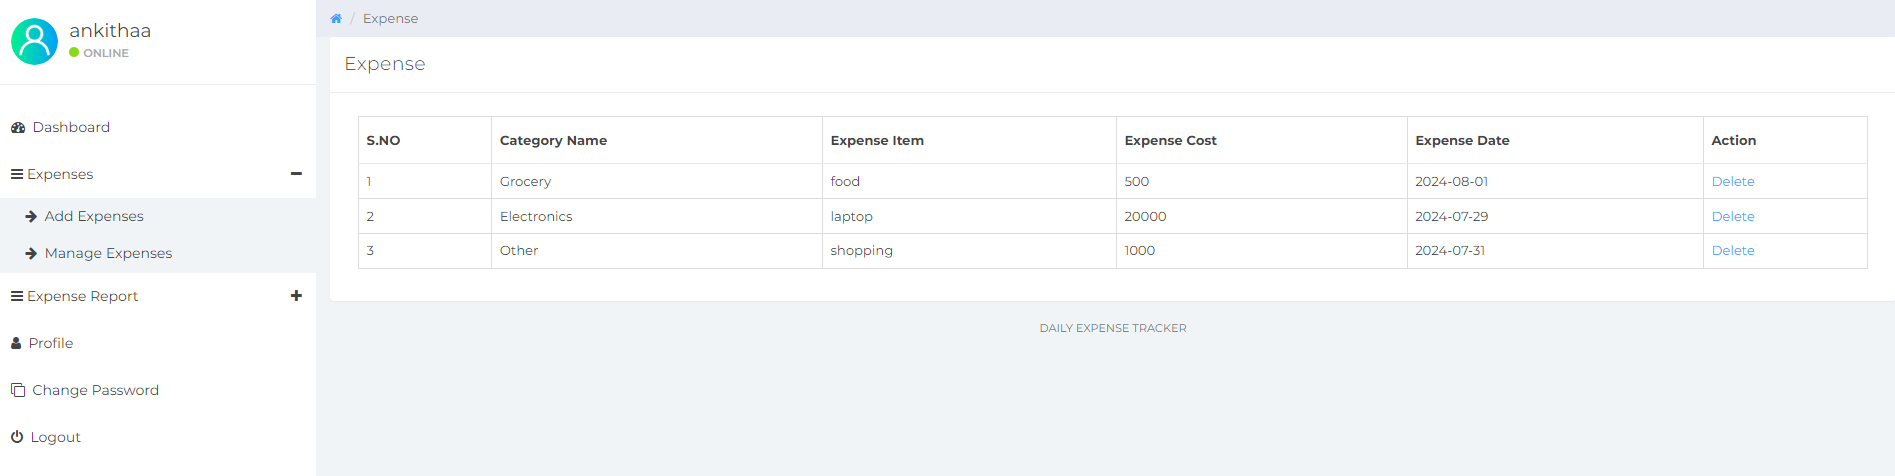 ankithaa
ONLINE
Dashboard
Expenses
Add Expenses
Manage Expenses
Expense Report
Profile
Change Password
Logout
/ Expense
Expense
S.NO Category Name Expense Item Expense Cost Expense Date Action
1 Grocery food 500 2024-08-01 Delete
2 Electronics laptop 20000 2024-07-29 Delete
3 Other shopping 1000 2024-07-31 Delete
DAILY EXPENSE TRACKER